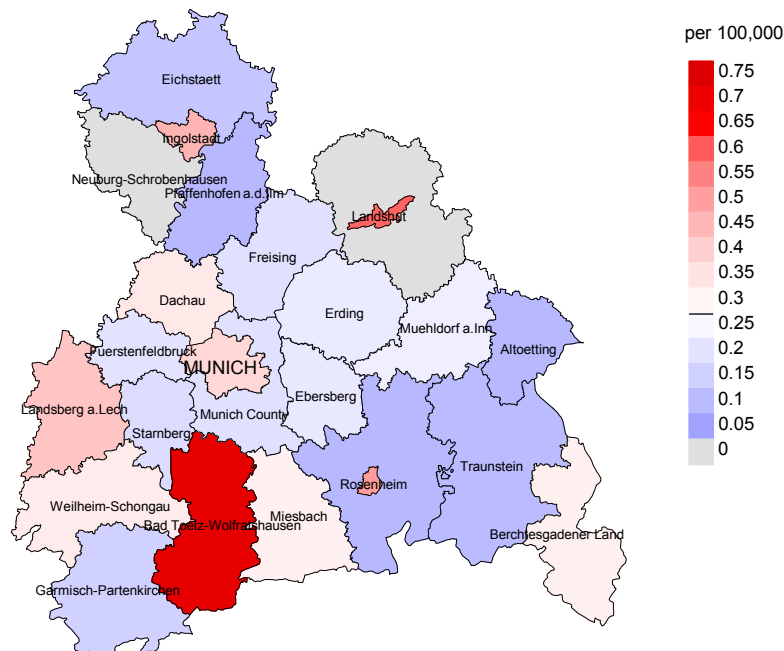 per 100,000
0.75
0.7
0.65
0.6
0.55
0.5
0.45
0.4
0.35
0.3
0.25
0.2
0.15
0.1
0.05
0
Eichstaett
Ingolstadt
Neuburg-Schrobenhausen
Pfaffenhofen a.d.Ilm
Landshut
Freising
Dachau
Erding
Muehldorf a.Inn
Altoetting
Fuerstenfeldbruck
MUNICH
Ebersberg
Landsberg a.Lech
Munich County
Starnberg
Traunstein
Rosenheim
Weilheim-Schongau
Miesbach
Bad Toelz-Wolfratshausen
Berchtesgadener Land
Garmisch-Partenkirchen